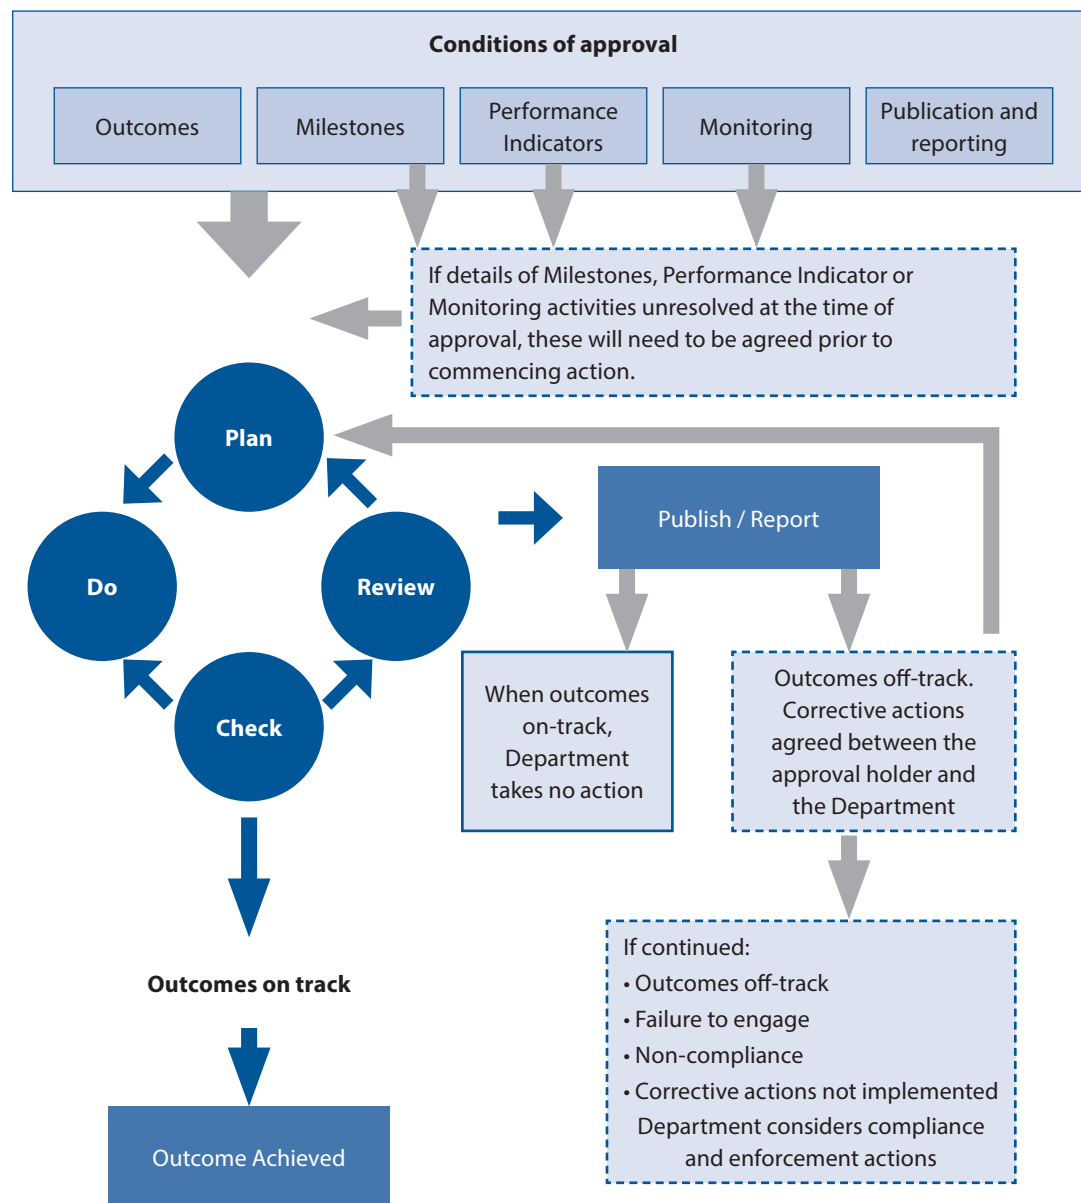 Conditions of approval
Outcomes
Milestones
Performance
Indicators
Monitoring
Publication and
reporting
If details of Milestones, Performance Indicator or
Monitoring activities unresolved at the time of
approval, these will need to be agreed prior to
commencing action.
Plan
Do
Review
Check
Publish / Report
When outcomes
on-track,
Department
takes no action
Outcomes off-track.
Corrective actions
agreed between the
approval holder and
the Department
Outcomes on track
Outcome Achieved
If continued:
• Outcomes off-track
• Failure to engage
• Non-compliance
• Corrective actions not implemented
Department considers compliance
and enforcement actions